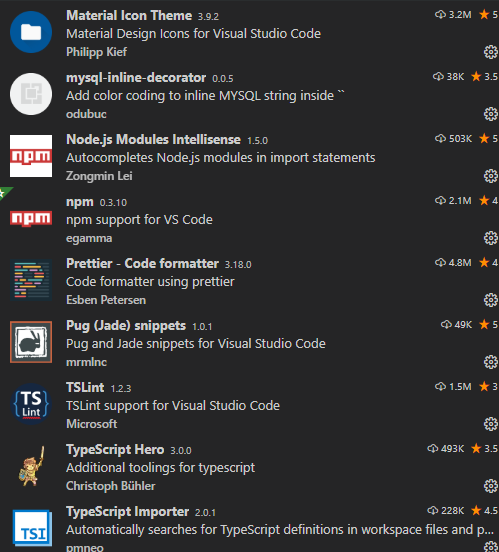 Material Icon Theme 3.9.2 3.2M 5
Material Design Icons for Visual Studio Code
Philipp Kief
mysql-inline-decorator 0.0.5 38K 3.5
Add color coding to inline MYSQL string inside ``
odubuc
npm
Node.js Modules Intellisense 1.5.0 503K 5
Autocompletes Node.js modules in import statements
Zongmin Lei
npm
npm 0.3.10 2.1M 4
npm support for VS Code
egamma
Prettier - Code formatter 3.18.0 4.8M 4
Code formatter using prettier
Esben Petersen
Pug (Jade) snippets 1.0.1 49K 5
Pug and Jade snippets for Visual Studio Code
mrmlnc
TS
Lint
TSLint 1.2.3 1.5M 3
TSLint support for Visual Studio Code
Microsoft
TypeScript Hero 3.0.0 493K 3.5
Additional toolings for typescript
Christoph Bühler
TSI
TypeScript Importer 2.0.1 228K 4.5
Automatically searches for TypeScript definitions in workspace files and p...
pmneo